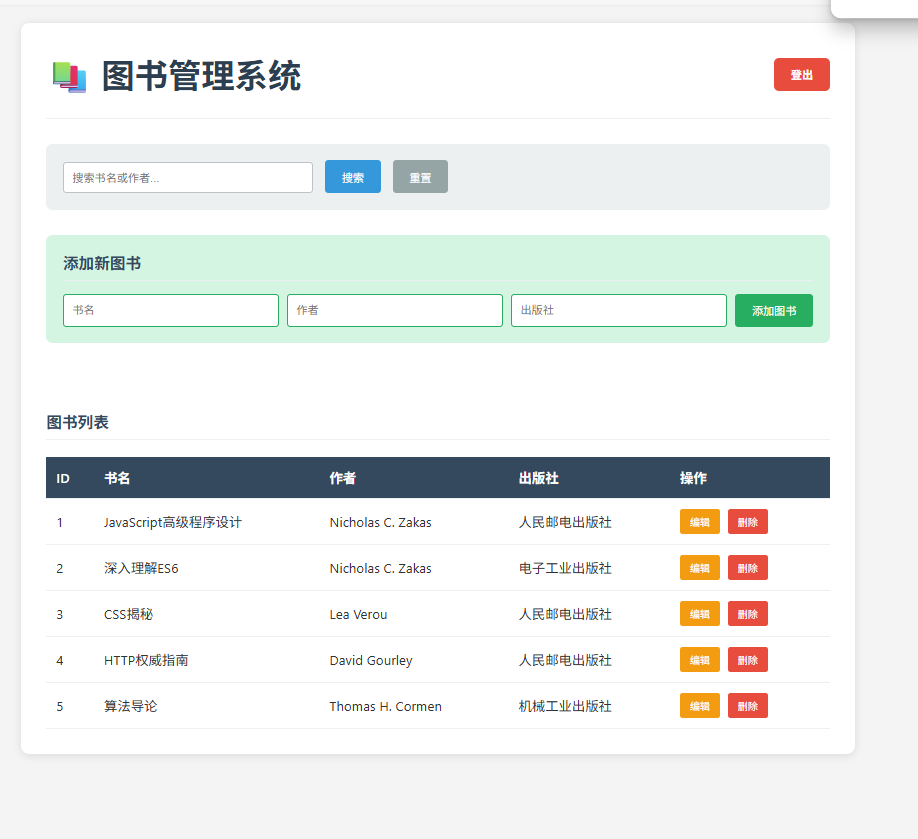 图书管理系统
登出
搜索书名或作者...
搜索
重置
添加新图书
书名
作者
出版社
添加图书
图书列表
ID 书名 作者 出版社 操作
1 JavaScript高级程序设计 Nicholas C. Zakas 人民邮电出版社 编辑 删除
2 深入理解ES6 Nicholas C. Zakas 电子工业出版社 编辑 删除
3 CSS揭秘 Lea Verou 人民邮电出版社 编辑 删除
4 HTTP权威指南 David Gourley 人民邮电出版社 编辑 删除
5 算法导论 Thomas H. Cormen 机械工业出版社 编辑 删除